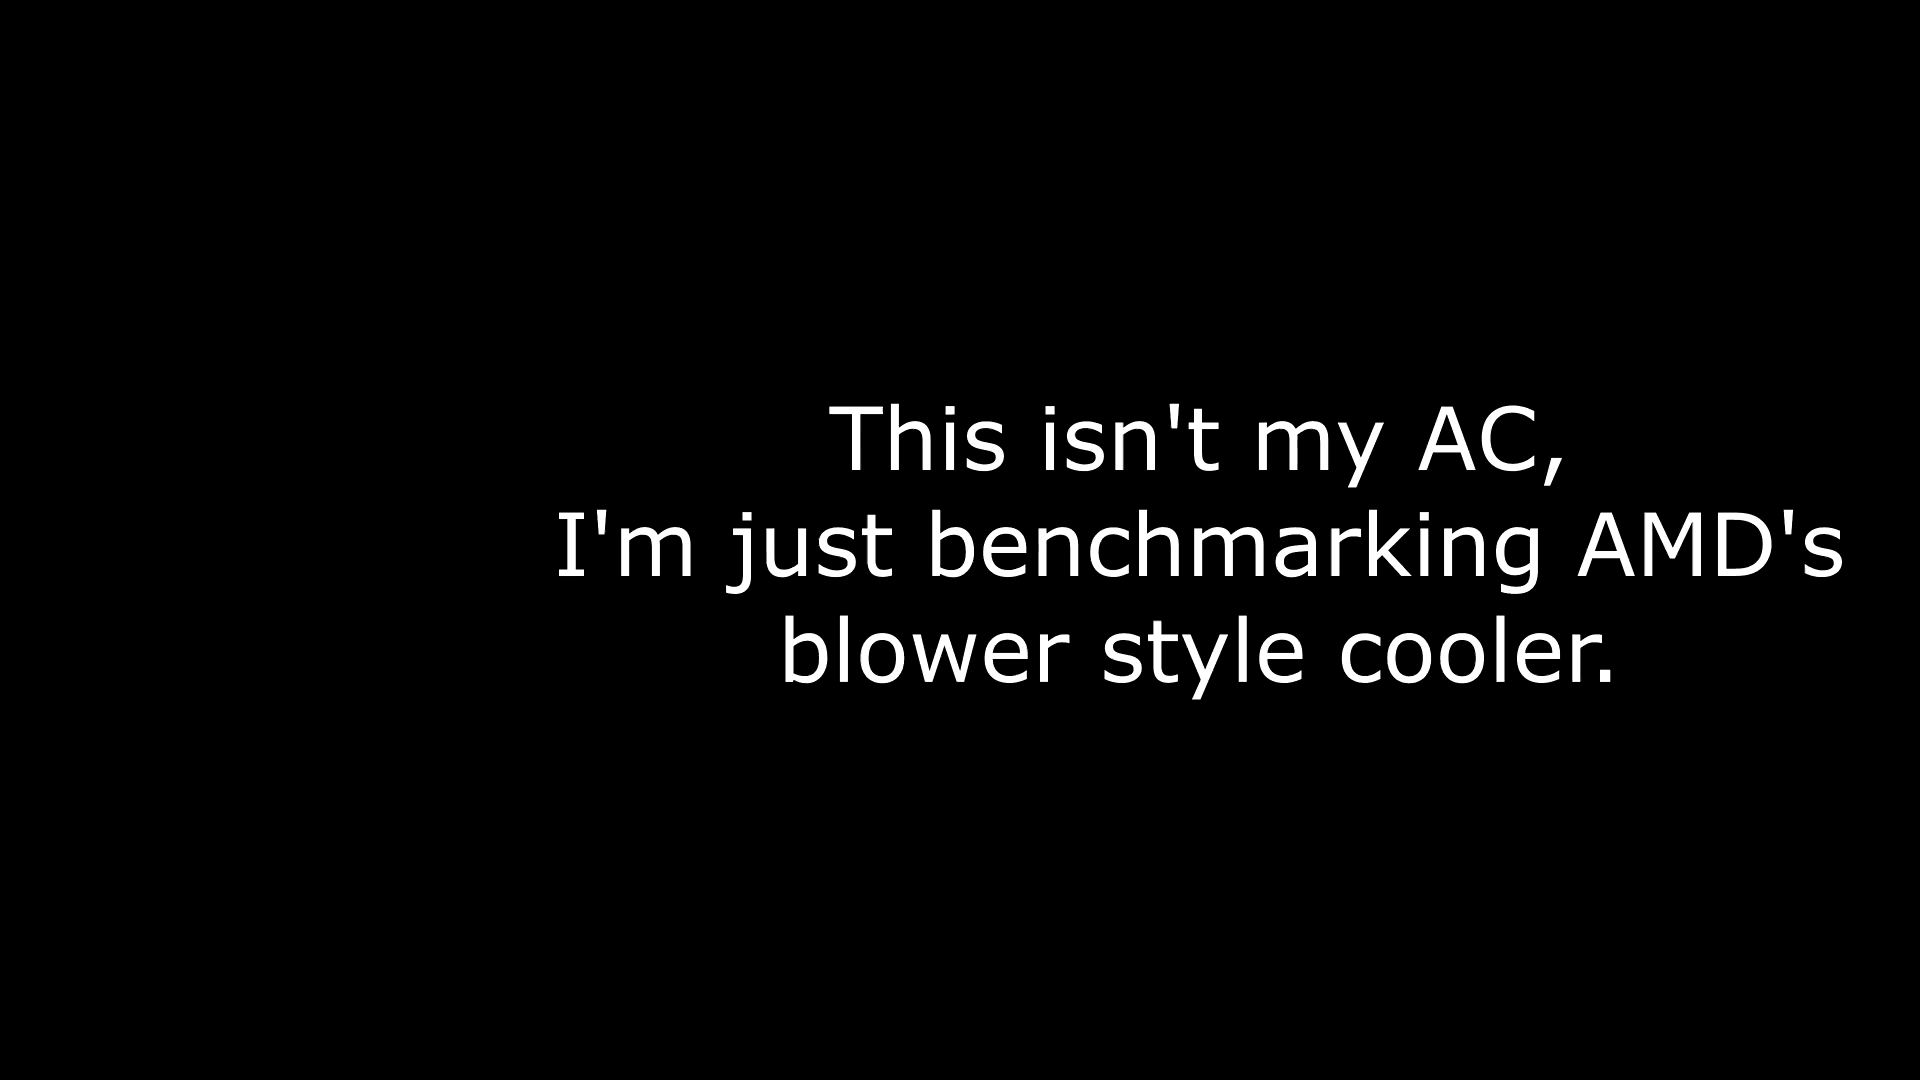 This isn't my AC,
I'm just benchmarking AMD's
blower style cooler.